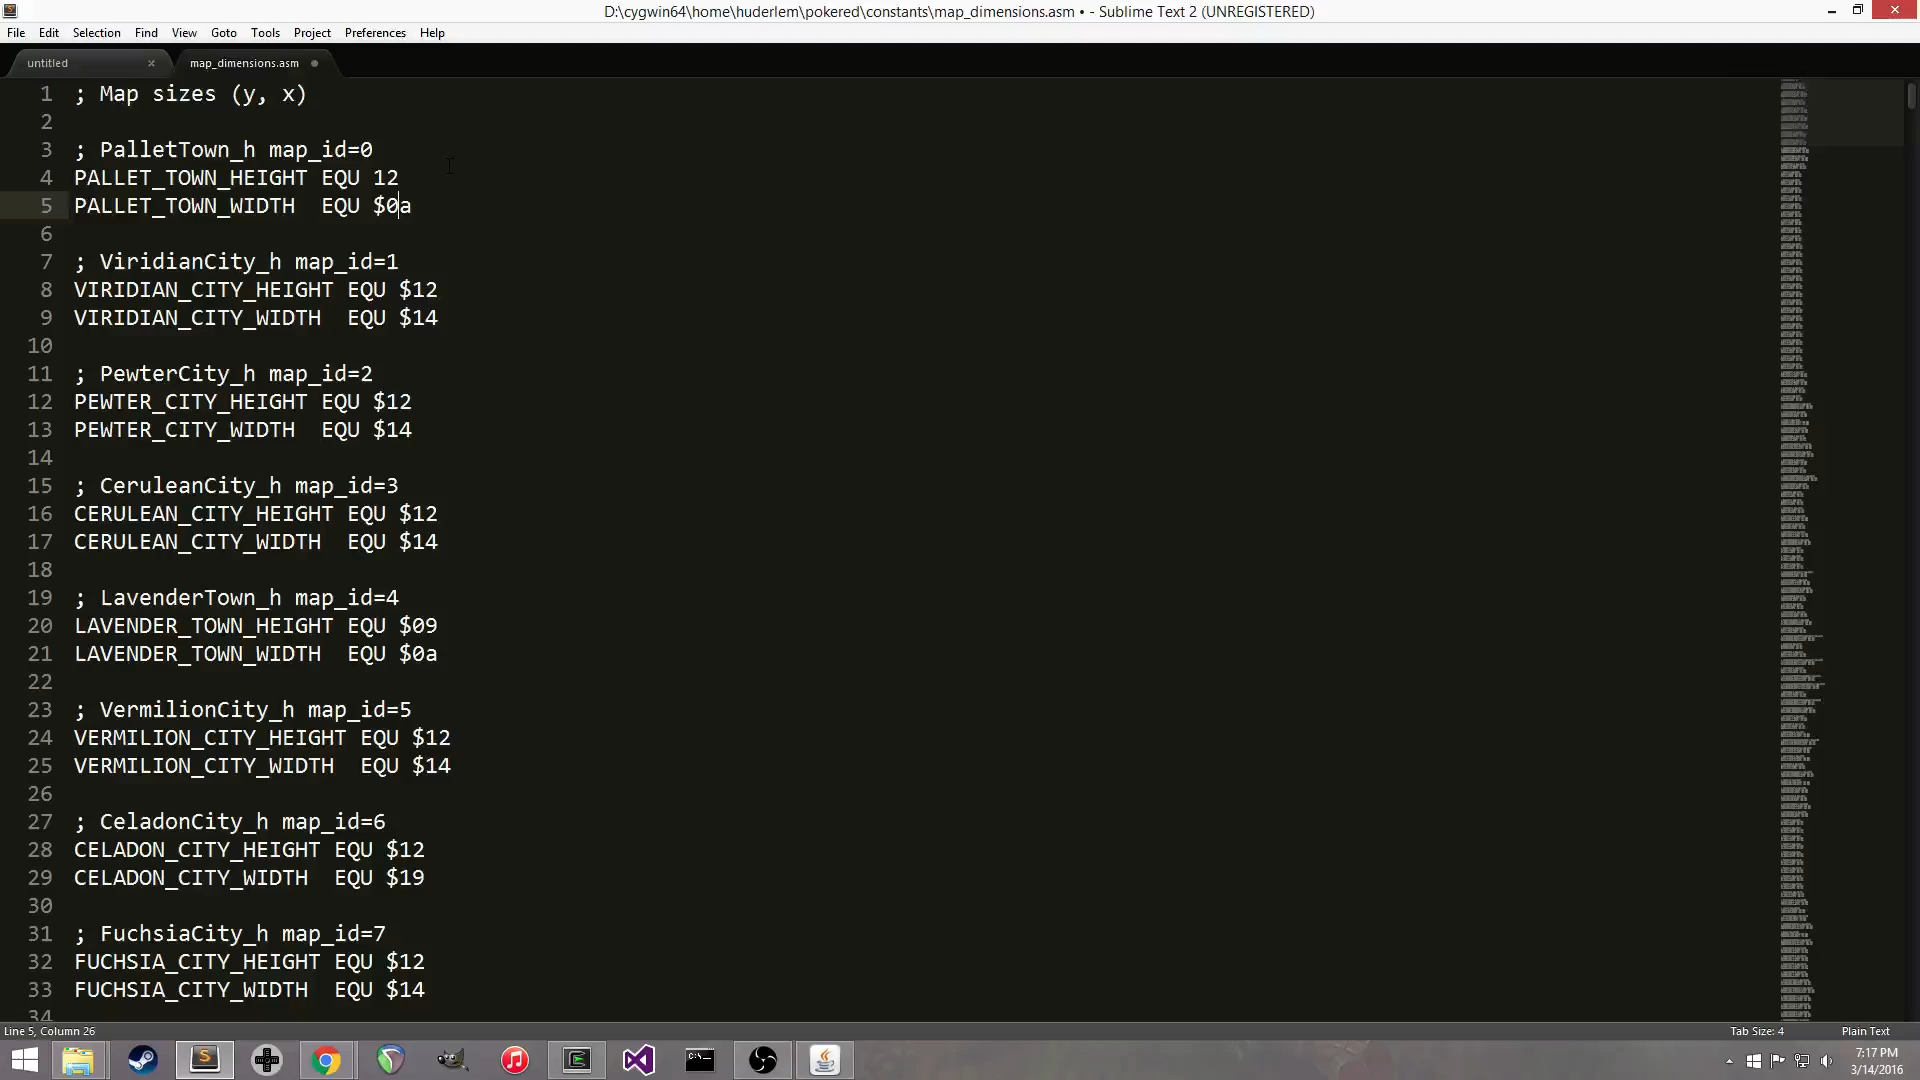 D:\cygwin64\home\huderlem\pokered\constants\map_dimensions.asm • - Sublime Text 2 (UNREGISTERED)
File Edit Selection Find View Goto Tools Project Preferences Help
untitled map_dimensions.asm
1 ; Map sizes (y, x)
2
3 ; PalletTown_h map_id=0
4 PALLET_TOWN_HEIGHT EQU 12
5 PALLET_TOWN_WIDTH  EQU $0a
6
7 ; ViridianCity_h map_id=1
8 VIRIDIAN_CITY_HEIGHT EQU $12
9 VIRIDIAN_CITY_WIDTH  EQU $14
10
11 ; PewterCity_h map_id=2
12 PEWTER_CITY_HEIGHT EQU $12
13 PEWTER_CITY_WIDTH  EQU $14
14
15 ; CeruleanCity_h map_id=3
16 CERULEAN_CITY_HEIGHT EQU $12
17 CERULEAN_CITY_WIDTH  EQU $14
18
19 ; LavenderTown_h map_id=4
20 LAVENDER_TOWN_HEIGHT EQU $09
21 LAVENDER_TOWN_WIDTH  EQU $0a
22
23 ; VermilionCity_h map_id=5
24 VERMILION_CITY_HEIGHT EQU $12
25 VERMILION_CITY_WIDTH  EQU $14
26
27 ; CeladonCity_h map_id=6
28 CELADON_CITY_HEIGHT EQU $12
29 CELADON_CITY_WIDTH  EQU $19
30
31 ; FuchsiaCity_h map_id=7
32 FUCHSIA_CITY_HEIGHT EQU $12
33 FUCHSIA_CITY_WIDTH  EQU $14
34
Line 5, Column 26 Tab Size: 4 Plain Text
7:17 PM
3/14/2016